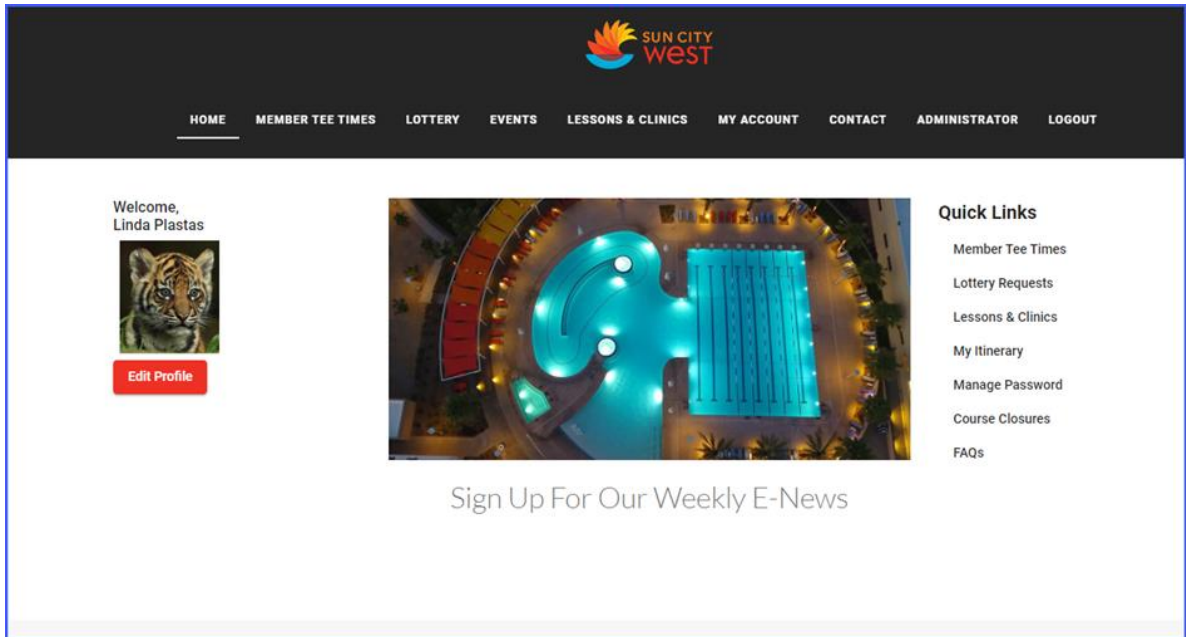 SUN CITY
WEST
HOME MEMBER TEE TIMES LOTTERY EVENTS LESSONS & CLINICS MY ACCOUNT CONTACT ADMINISTRATOR LOGOUT
Welcome,
Linda Plastas
Edit Profile
Sign Up For Our Weekly E-News
Quick Links
Member Tee Times
Lottery Requests
Lessons & Clinics
My Itinerary
Manage Password
Course Closures
FAQs